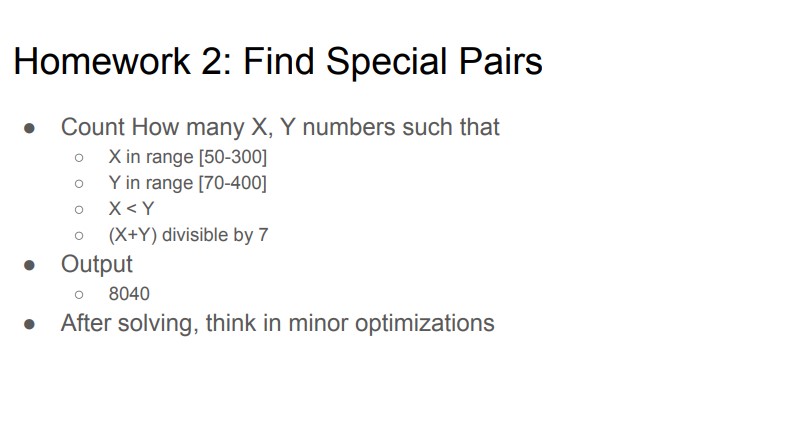 Homework 2: Find Special Pairs
● Count How many X, Y numbers such that
○ X in range [50-300]
○ Y in range [70-400]
○ X < Y
○ (X+Y) divisible by 7
● Output
○ 8040
● After solving, think in minor optimizations